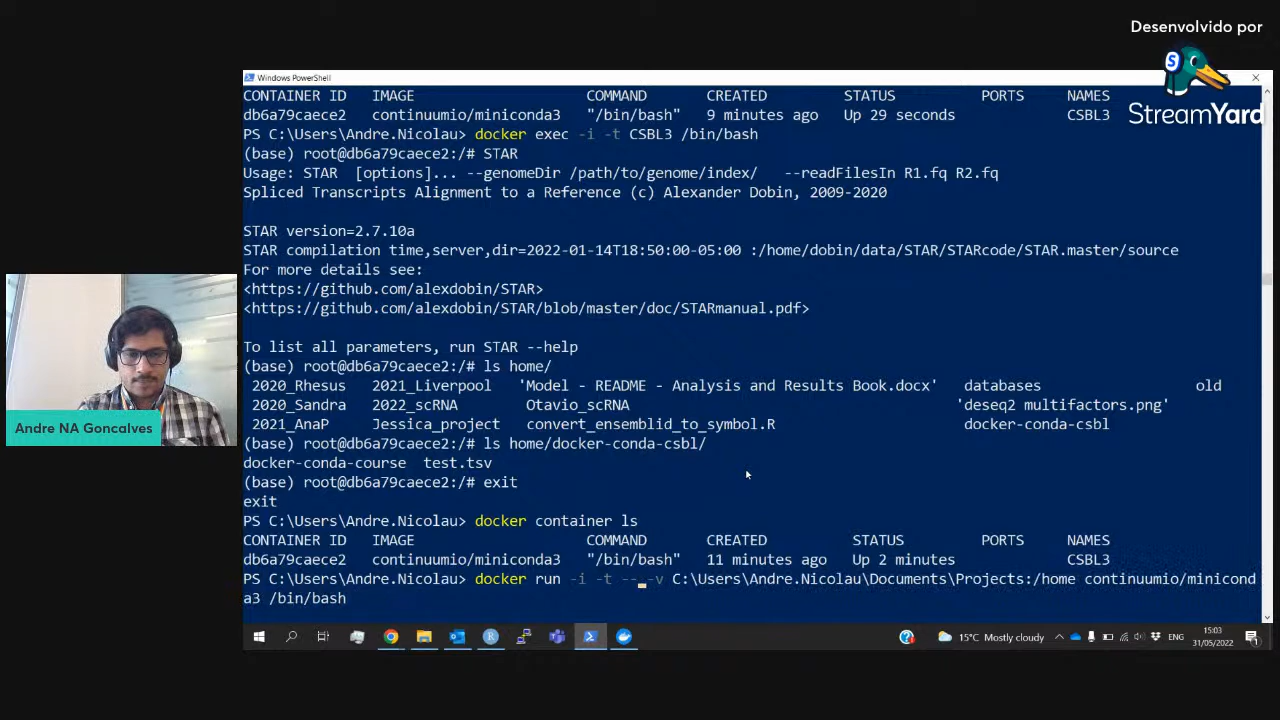 Desenvolvido por
StreamYard
Windows PowerShell
CONTAINER ID IMAGE COMMAND CREATED STATUS PORTS NAMES
db6a79caece2 continuumio/miniconda3 "/bin/bash" 9 minutes ago Up 29 seconds CSBL3
PS C:\Users\Andre.Nicolau> docker exec -i -t CSBL3 /bin/bash
(base) root@db6a79caece2:/# STAR
Usage: STAR [options]... --genomeDir /path/to/genome/index/ --readFilesIn R1.fq R2.fq
Spliced Transcripts Alignment to a Reference (c) Alexander Dobin, 2009-2020
STAR version=2.7.10a
STAR compilation time,server,dir=2022-01-14T18:50:00-05:00 :/home/dobin/data/STAR/STARcode/STAR.master/source
For more details see:
<https://github.com/alexdobin/STAR>
<https://github.com/alexdobin/STAR/blob/master/doc/STARmanual.pdf>
To list all parameters, run STAR --help
(base) root@db6a79caece2:/# ls home/
2020_Rhesus 2021_Liverpool 'Model - README - Analysis and Results Book.docx' databases old
2020_Sandra 2022_scRNA Otavio_scRNA 'deseq2 multifactors.png'
2021_AnaP Jessica_project convert_ensemblid_to_symbol.R docker-conda-csbl
(base) root@db6a79caece2:/# ls home/docker-conda-csbl/
docker-conda-course test.tsv
(base) root@db6a79caece2:/# exit
exit
PS C:\Users\Andre.Nicolau> docker container ls
CONTAINER ID IMAGE COMMAND CREATED STATUS PORTS NAMES
db6a79caece2 continuumio/miniconda3 "/bin/bash" 11 minutes ago Up 2 minutes CSBL3
PS C:\Users\Andre.Nicolau> docker run -i -t -- -v C:\Users\Andre.Nicolau\Documents\Projects:/home continuumio/minicond
a3 /bin/bash
Andre NA Goncalves
15°C Mostly cloudy
ENG
15:03
31/05/2022